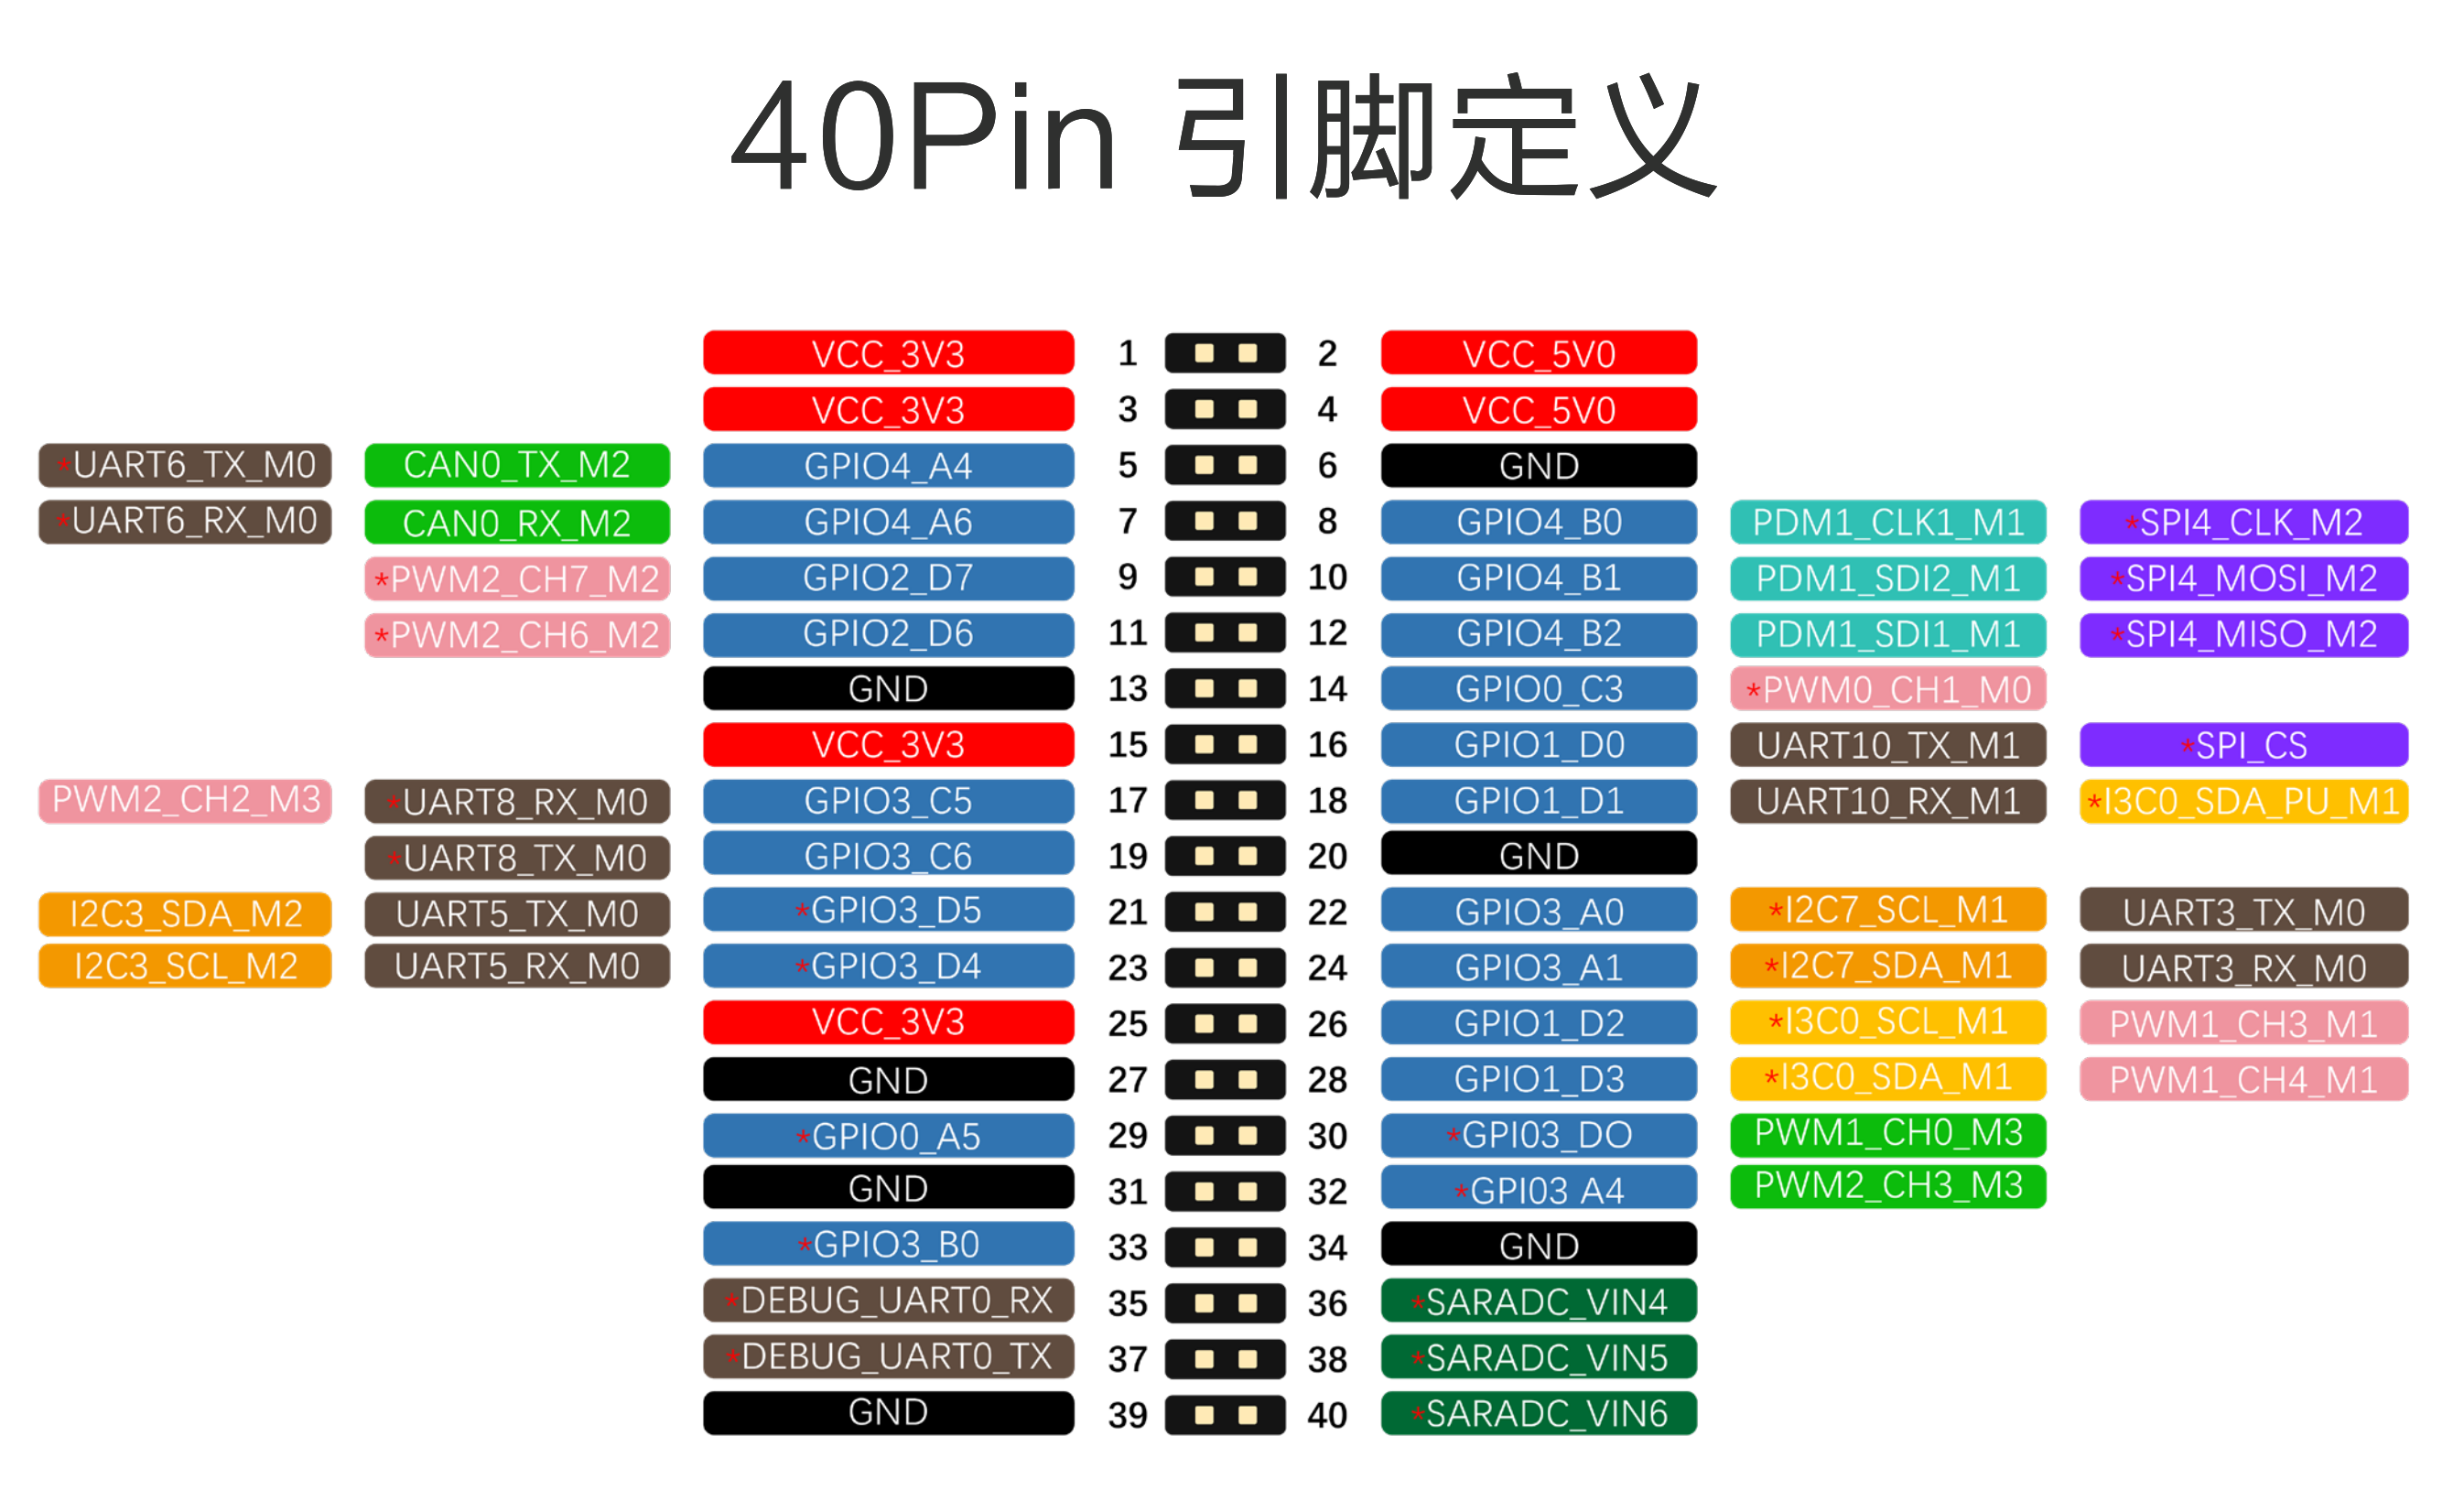 40Pin 引脚定义
VCC_3V3 1 2 VCC_5V0
VCC_3V3 3 4 VCC_5V0
*UART6_TX_M0 CAN0_TX_M2 GPIO4_A4 5 6 GND
*UART6_RX_M0 CAN0_RX_M2 GPIO4_A6 7 8 GPIO4_B0 PDM1_CLK1_M1 *SPI4_CLK_M2
*PWM2_CH7_M2 GPIO2_D7 9 10 GPIO4_B1 PDM1_SDI2_M1 *SPI4_MOSI_M2
*PWM2_CH6_M2 GPIO2_D6 11 12 GPIO4_B2 PDM1_SDI1_M1 *SPI4_MISO_M2
GND 13 14 GPIO0_C3 *PWM0_CH1_M0
VCC_3V3 15 16 GPIO1_D0 UART10_TX_M1 *SPI_CS
PWM2_CH2_M3 *UART8_RX_M0 GPIO3_C5 17 18 GPIO1_D1 UART10_RX_M1 *I3C0_SDA_PU_M1
*UART8_TX_M0 GPIO3_C6 19 20 GND
I2C3_SDA_M2 UART5_TX_M0 *GPIO3_D5 21 22 GPIO3_A0 *I2C7_SCL_M1 UART3_TX_M0
I2C3_SCL_M2 UART5_RX_M0 *GPIO3_D4 23 24 GPIO3_A1 *I2C7_SDA_M1 UART3_RX_M0
VCC_3V3 25 26 GPIO1_D2 *I3C0_SCL_M1 PWM1_CH3_M1
GND 27 28 GPIO1_D3 *I3C0_SDA_M1 PWM1_CH4_M1
*GPIO0_A5 29 30 *GPI03_DO PWM1_CH0_M3
GND 31 32 *GPI03 A4 PWM2_CH3_M3
*GPIO3_B0 33 34 GND
*DEBUG_UART0_RX 35 36 *SARADC_VIN4
*DEBUG_UART0_TX 37 38 *SARADC_VIN5
GND 39 40 *SARADC_VIN6